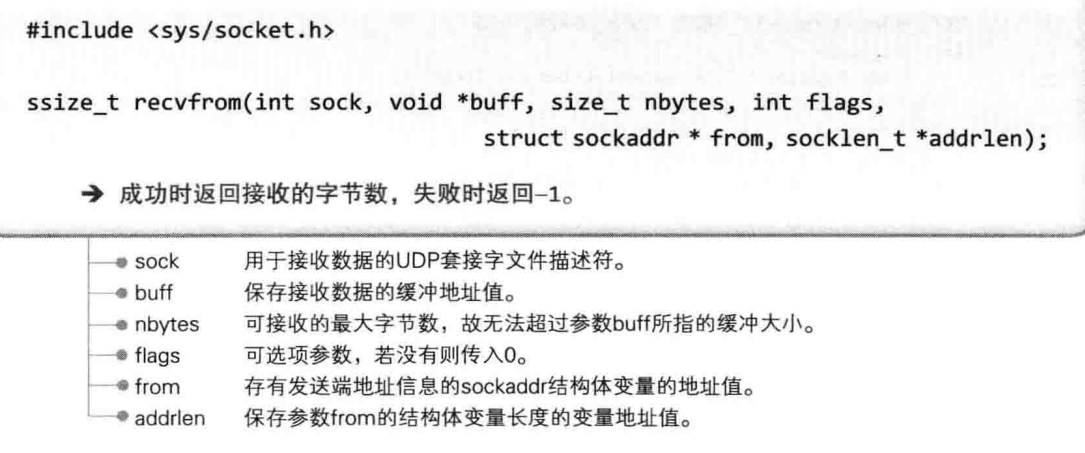 #include <sys/socket.h>
ssize_t recvfrom(int sock, void *buff, size_t nbytes, int flags,
struct sockaddr * from, socklen_t *addrlen);
→ 成功时返回接收的字节数，失败时返回–1。
sock 用于接收数据的UDP套接字文件描述符。
buff 保存接收数据的缓冲地址值。
nbytes 可接收的最大字节数，故无法超过参数buff所指的缓冲大小。
flags 可选项参数，若没有则传入0。
from 存有发送端地址信息的sockaddr结构体变量的地址值。
addrlen 保存参数from的结构体变量长度的变量地址值。